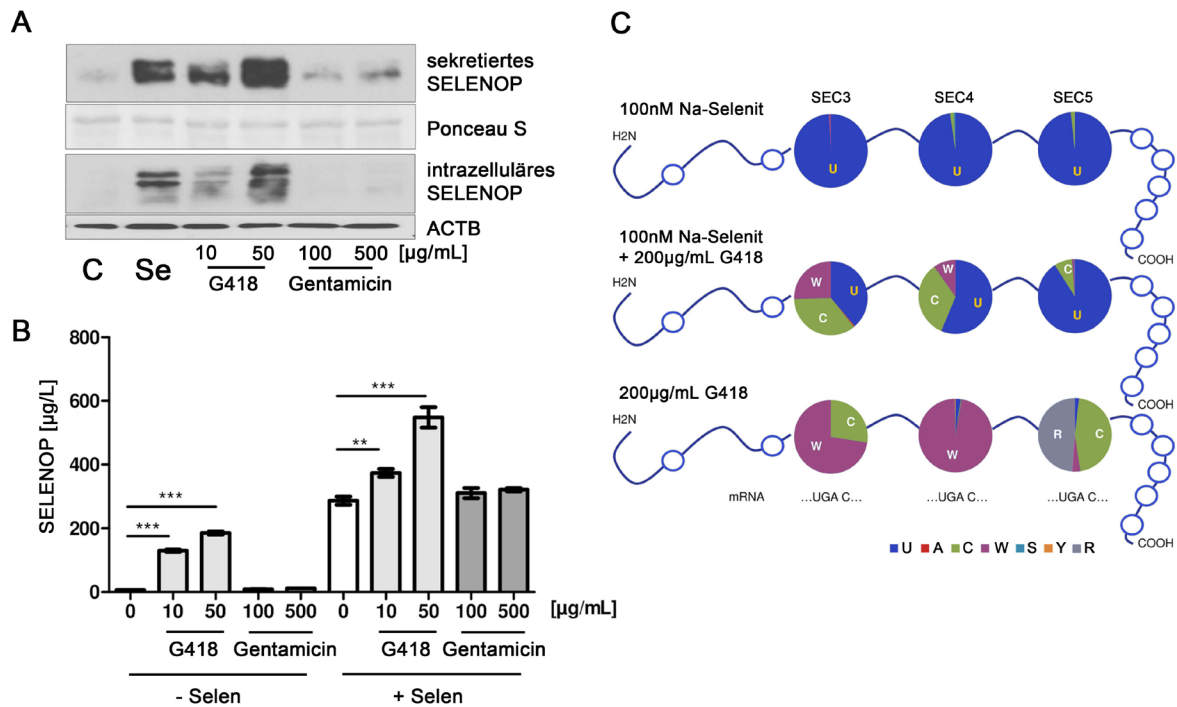 A
sekretiertes
SELENOP
Ponceau S
intrazelluläres
SELENOP
ACTB
C
Se
10
50
100
500
[µg/mL]
G418
Gentamicin
B
SELENOP [µg/L]
800
600
400
200
0
***
***
**
***
0
10
50
100
500
0
10
50
100
500
[µg/mL]
G418
Gentamicin
G418
Gentamicin
- Selen
+ Selen
C
100nM Na-Selenit
SEC3
SEC4
SEC5
H2N
U
U
U
COOH
100nM Na-Selenit
+ 200µg/mL G418
H2N
W
U
C
W
C
U
C
U
COOH
200µg/mL G418
H2N
C
W
W
R
C
mRNA
...UGA C...
...UGA C...
...UGA C...
COOH
U A C W S Y R